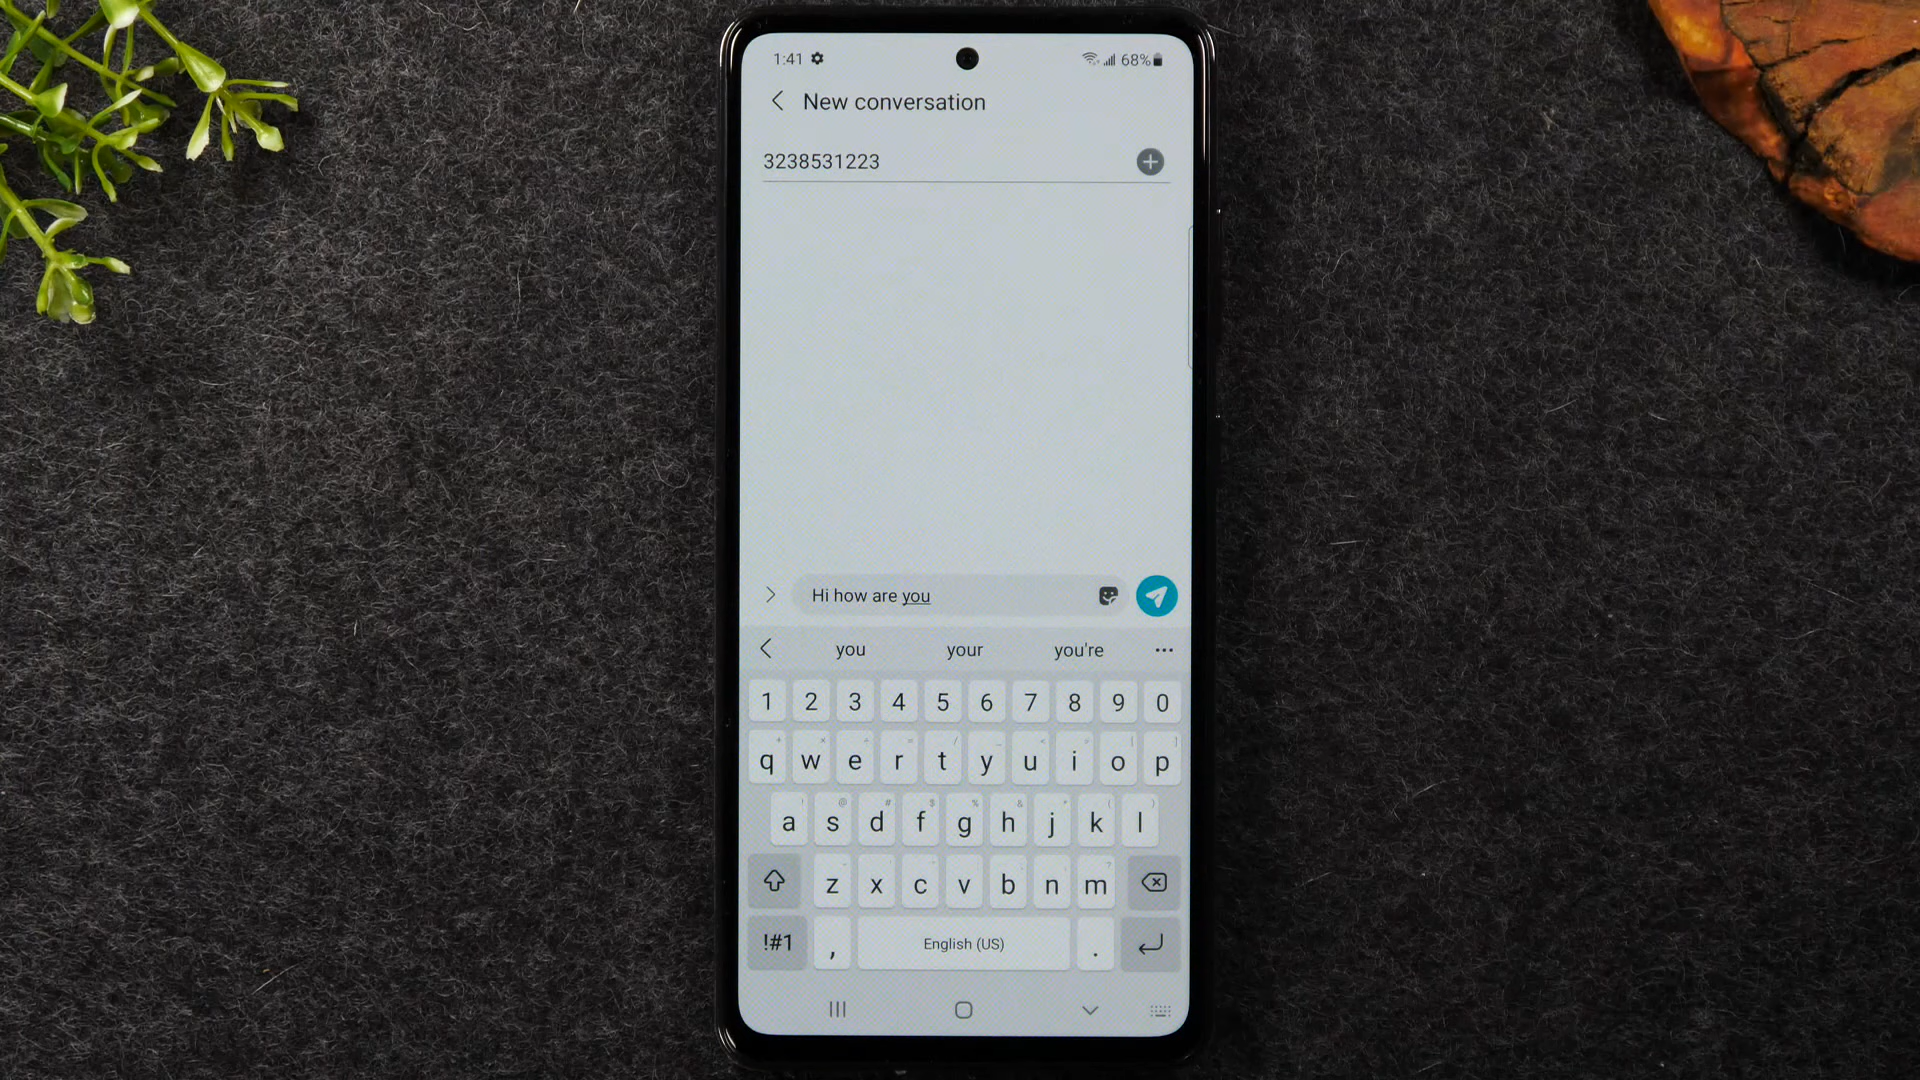 1:41 68%
New conversation
3238531223
Hi how are you
you your you're
1 2 3 4 5 6 7 8 9 0
q w e r t y u i o p
a s d f g h j k l
z x c v b n m
!#1 , English (US) .